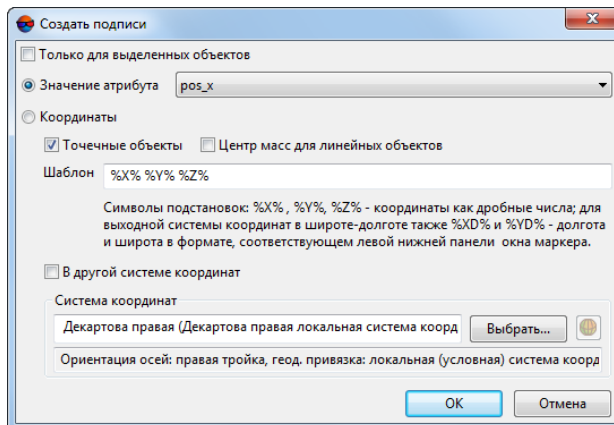 Создать подписи
Только для выделенных объектов
Значение атрибута pos_x
Координаты
Точечные объекты Центр масс для линейных объектов
Шаблон %X% %Y% %Z%
Символы подстановок: %X% , %Y%, %Z% - координаты как дробные числа; для
выходной системы координат в широте-долготе также %XD% и %YD% - долгота
и широта в формате, соответствующем левой нижней панели окна маркера.
В другой системе координат
Система координат
Декартова правая (Декартова правая локальная система коорд Выбрать...
Ориентация осей: правая тройка, геод. привязка: локальная (условная) система коорд
OK Отмена